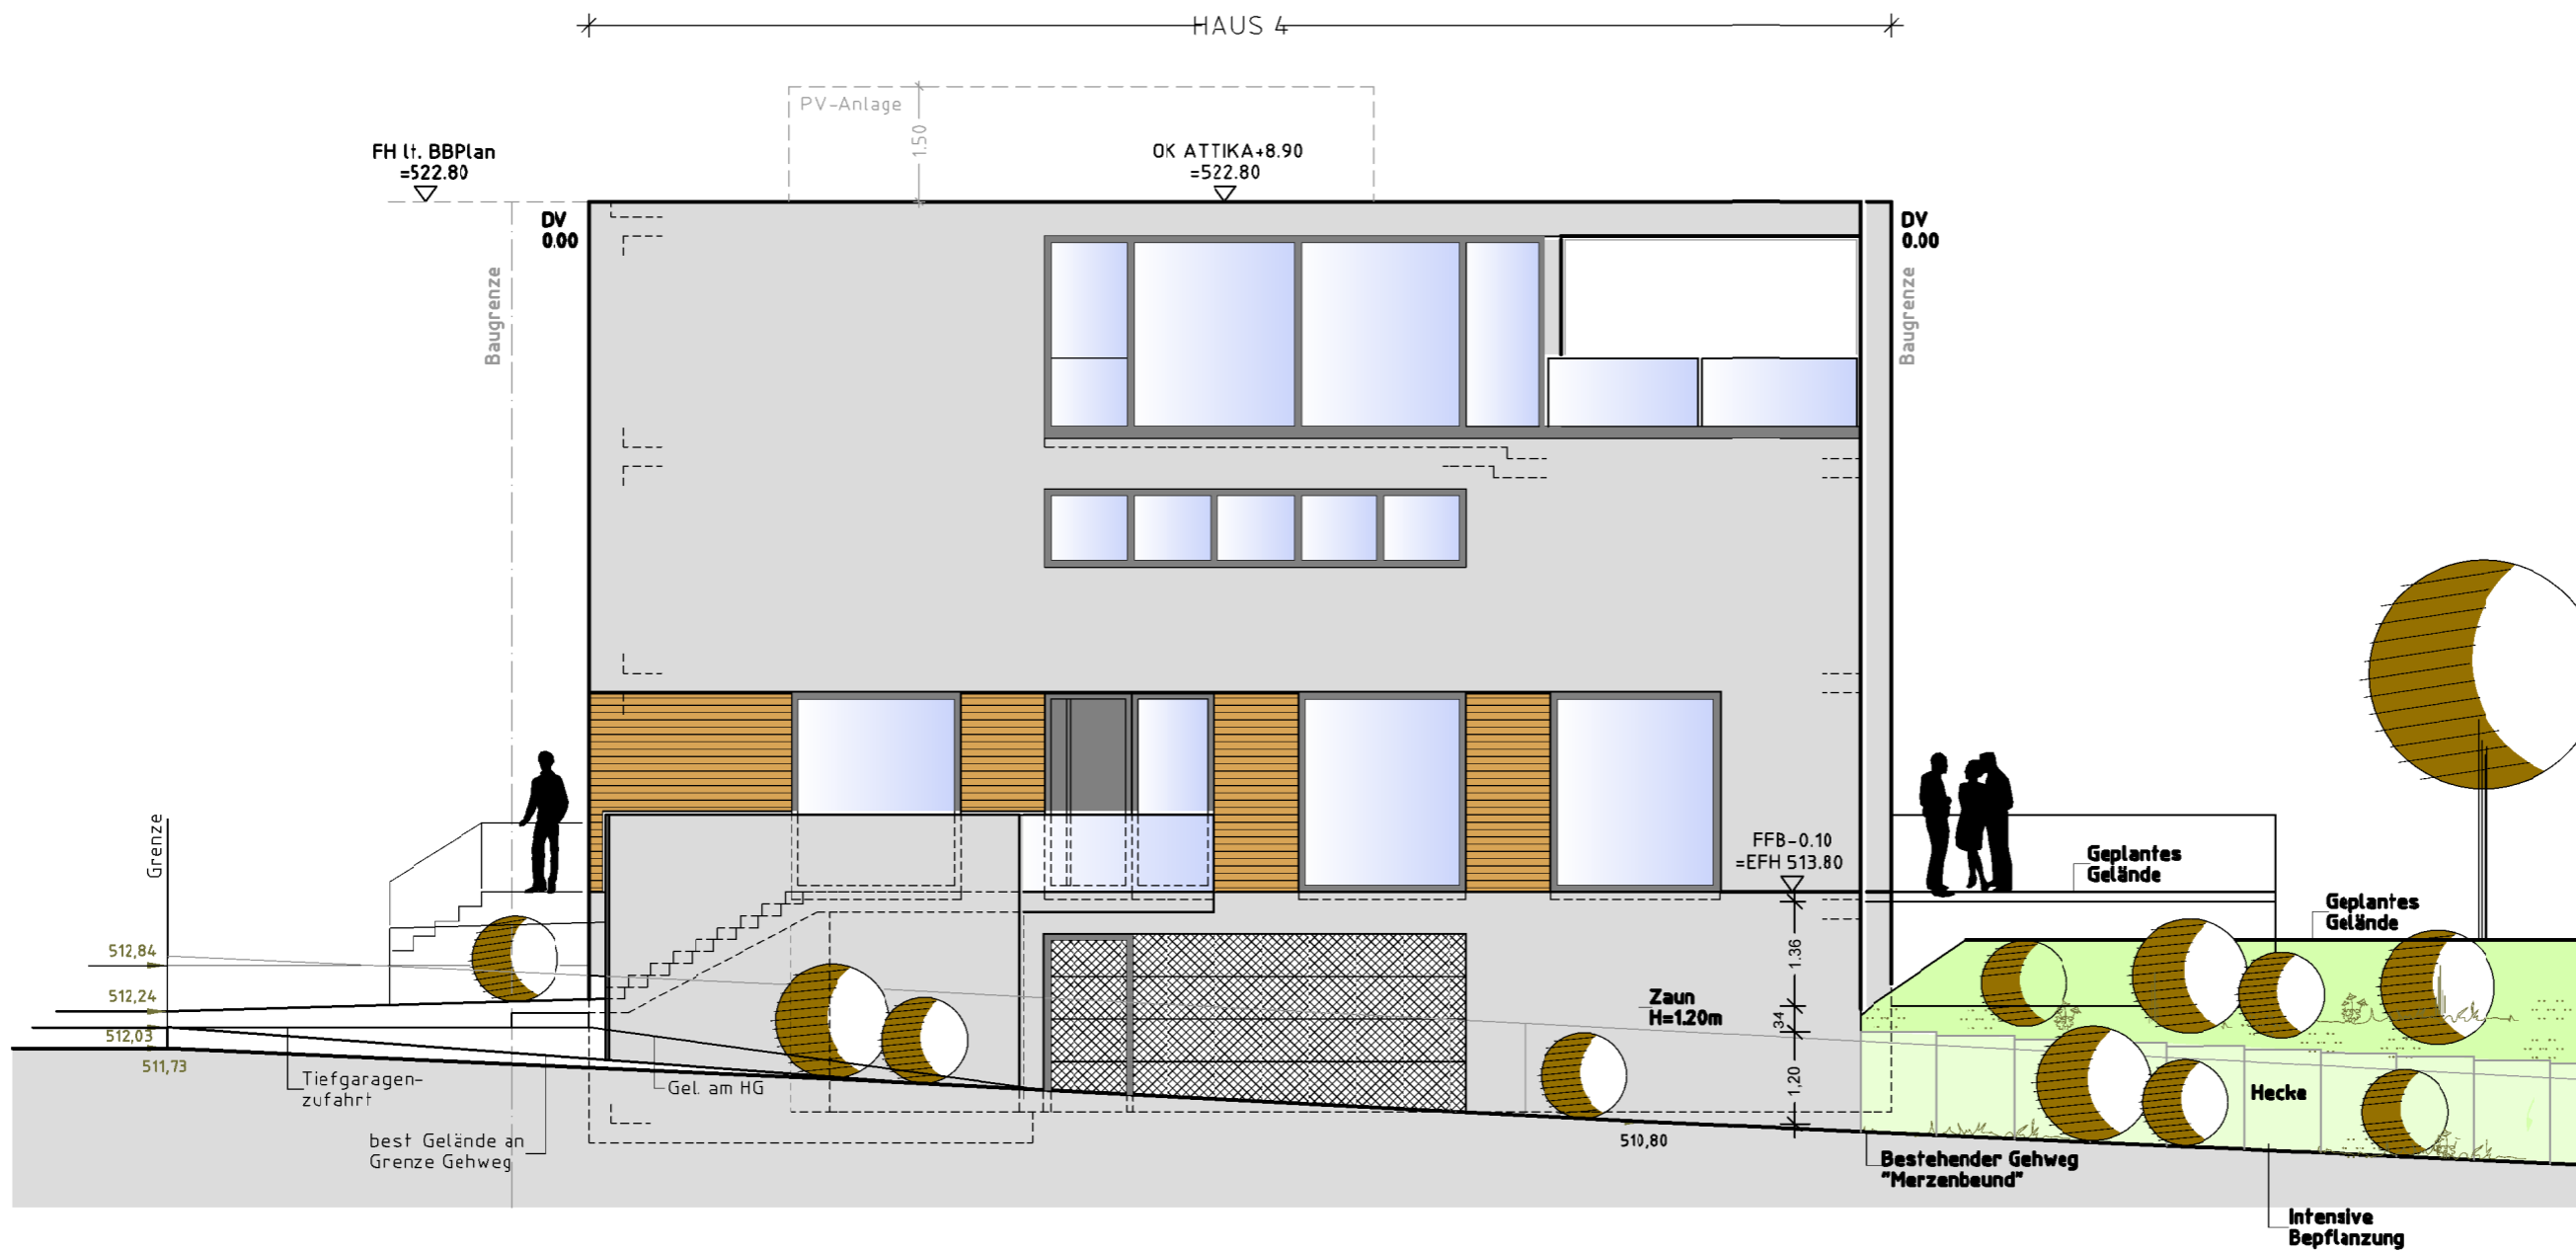 HAUS 4
PV-Anlage
1.50
FH lt. BBPlan
=522.80
OK ATTIKA+8.90
=522.80
DV
0.00
DV
0.00
Baugrenze
Baugrenze
FFB-0.10
=EFH 513.80
Geplantes
Gelände
Geplantes
Gelände
Grenze
512,84
512,24
512,03
511,73
1.36
34
1,20
Zaun
H=1.20m
Tiefgaragen-
zufahrt
Gel. am HG
best Gelände an
Grenze Gehweg
510,80
Hecke
Bestehender Gehweg
"Merzenbeund"
Intensive
Bepflanzung